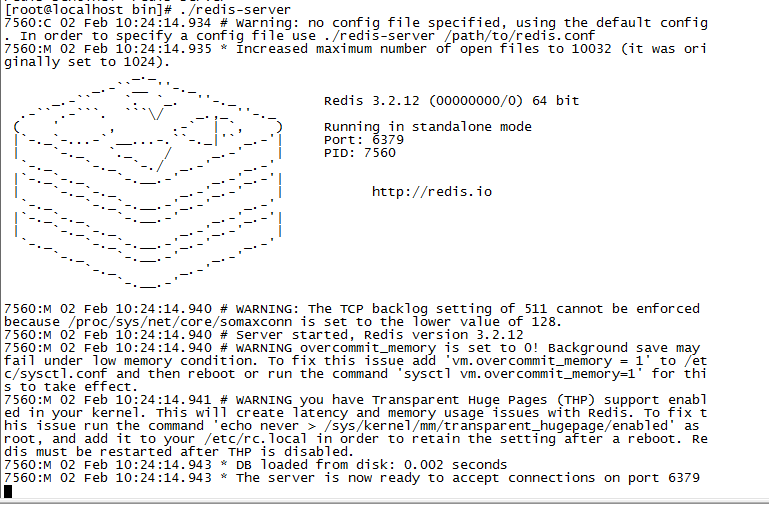 [root@localhost bin]# ./redis-server
7560:C 02 Feb 10:24:14.934 # Warning: no config file specified, using the default config
. In order to specify a config file use ./redis-server /path/to/redis.conf
7560:M 02 Feb 10:24:14.935 * Increased maximum number of open files to 10032 (it was ori
ginally set to 1024).
Redis 3.2.12 (00000000/0) 64 bit
Running in standalone mode
Port: 6379
PID: 7560
http://redis.io
7560:M 02 Feb 10:24:14.940 # WARNING: The TCP backlog setting of 511 cannot be enforced
because /proc/sys/net/core/somaxconn is set to the lower value of 128.
7560:M 02 Feb 10:24:14.940 # Server started, Redis version 3.2.12
7560:M 02 Feb 10:24:14.940 # WARNING overcommit_memory is set to 0! Background save may
fail under low memory condition. To fix this issue add 'vm.overcommit_memory = 1' to /et
c/sysctl.conf and then reboot or run the command 'sysctl vm.overcommit_memory=1' for thi
s to take effect.
7560:M 02 Feb 10:24:14.941 # WARNING you have Transparent Huge Pages (THP) support enabl
ed in your kernel. This will create latency and memory usage issues with Redis. To fix t
his issue run the command 'echo never > /sys/kernel/mm/transparent_hugepage/enabled' as
root, and add it to your /etc/rc.local in order to retain the setting after a reboot. Re
dis must be restarted after THP is disabled.
7560:M 02 Feb 10:24:14.943 * DB loaded from disk: 0.002 seconds
7560:M 02 Feb 10:24:14.943 * The server is now ready to accept connections on port 6379